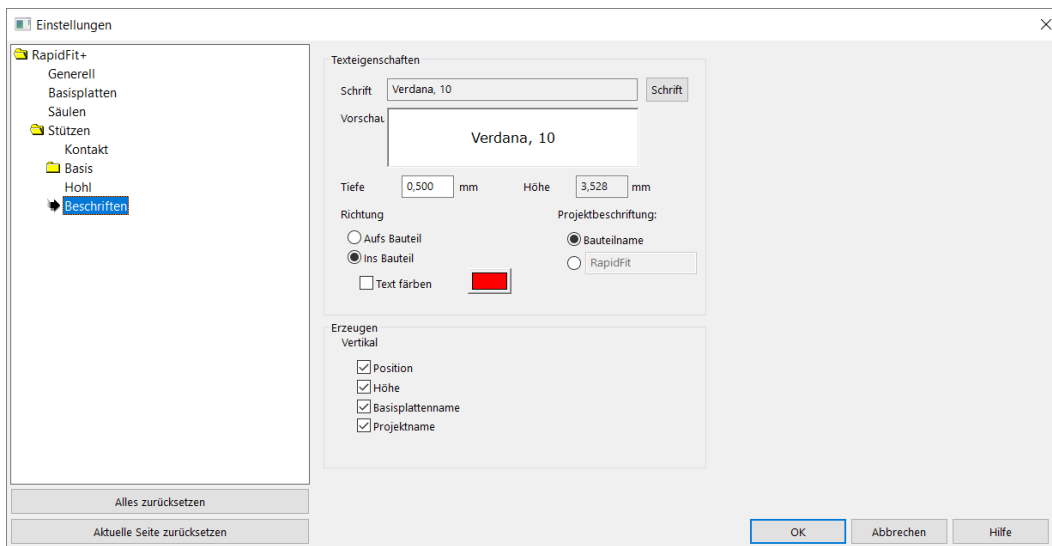 Einstellungen
RapidFit+
Generell
Basisplatten
Säulen
Stützen
Kontakt
Basis
Hohl
Beschriften
Alles zurücksetzen
Aktuelle Seite zurücksetzen
Texteigenschaften
Schrift Verdana, 10 Schrift
Vorschau
Verdana, 10
Tiefe 0,500 mm Höhe 3,528 mm
Richtung Projektbeschriftung:
Aufs Bauteil Bauteilname
Ins Bauteil RapidFit
Text färben
Erzeugen
Vertikal
Position
Höhe
Basisplattenname
Projektname
OK Abbrechen Hilfe